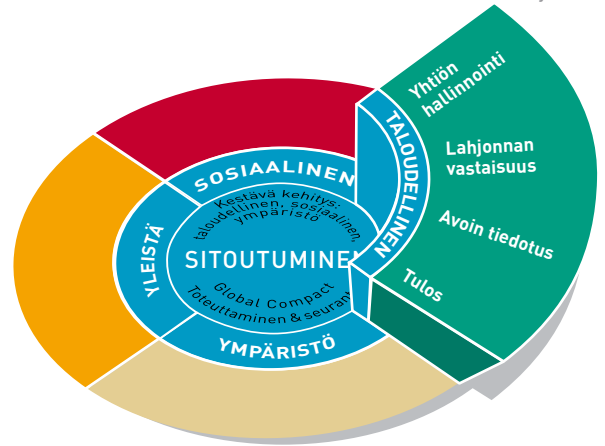 Yhtiön
hallinnointi
Lahjonnan
vastaisuus
Avoin tiedotus
Tulos
TALOUDELLINEN
SOSIAALINEN
YLEISTÄ
YMPÄRISTÖ
Kestävä kehitys:
taloudellinen, sosiaalinen,
ympäristö
SITOUTUMINEN
Global Compact
Toteuttaminen & seurant